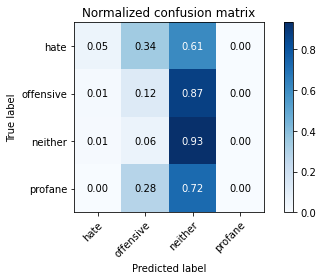 Normalized confusion matrix
True label
hate 0.05 0.34 0.61 0.00
offensive 0.01 0.12 0.87 0.00
neither 0.01 0.06 0.93 0.00
profane 0.00 0.28 0.72 0.00
hate offensive neither profane
Predicted label
0.8
0.6
0.4
0.2
0.0